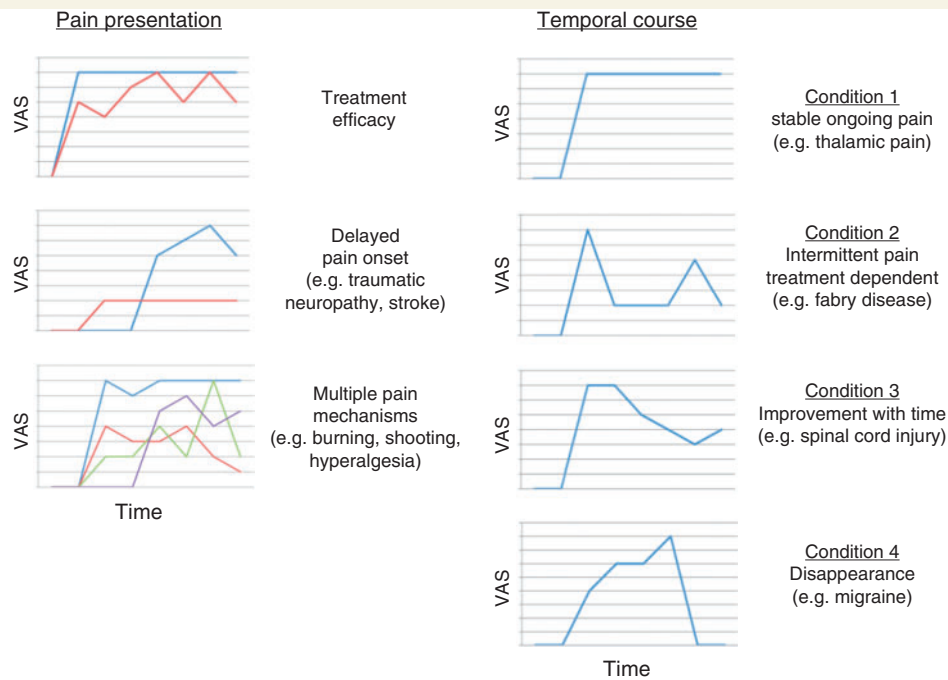 Pain presentation
VAS
Treatment
efficacy
VAS
Delayed
pain onset
(e.g. traumatic
neuropathy, stroke)
VAS
Multiple pain
mechanisms
(e.g. burning, shooting,
hyperalgesia)
Time
Temporal course
VAS
Condition 1
stable ongoing pain
(e.g. thalamic pain)
VAS
Condition 2
Intermittent pain
treatment dependent
(e.g. fabry disease)
VAS
Condition 3
Improvement with time
(e.g. spinal cord injury)
VAS
Condition 4
Disappearance
(e.g. migraine)
Time